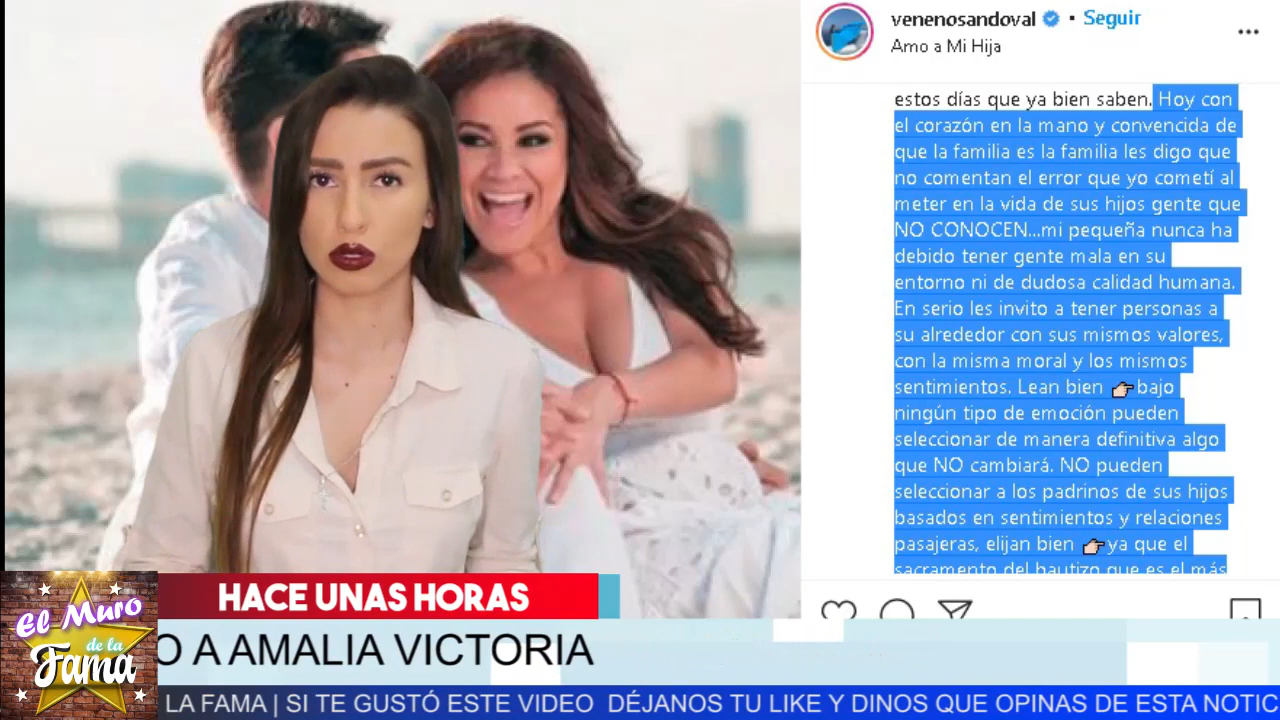 venenosandoval • Seguir
Amo a Mi Hija
estos días que ya bien saben. Hoy con
el corazón en la mano y convencida de
que la familia es la familia les digo que
no comentan el error que yo cometí al
meter en la vida de sus hijos gente que
NO CONOCEN...mi pequeña nunca ha
debido tener gente mala en su
entorno ni de dudosa calidad humana.
En serio les invito a tener personas a
su alrededor con sus mismos valores,
con la misma moral y los mismos
sentimientos. Lean bien 👉bajo
ningún tipo de emoción pueden
seleccionar de manera definitiva algo
que NO cambiará. NO pueden
seleccionar a los padrinos de sus hijos
basados en sentimientos y relaciones
pasajeras, elijan bien 👉ya que el
sacramento del bautizo que es el más
HACE UNAS HORAS
O A AMALIA VICTORIA
El Muro
de la
Fama
LA FAMA | SI TE GUSTÓ ESTE VIDEO DÉJANOS TU LIKE Y DINOS QUE OPINAS DE ESTA NOTIC